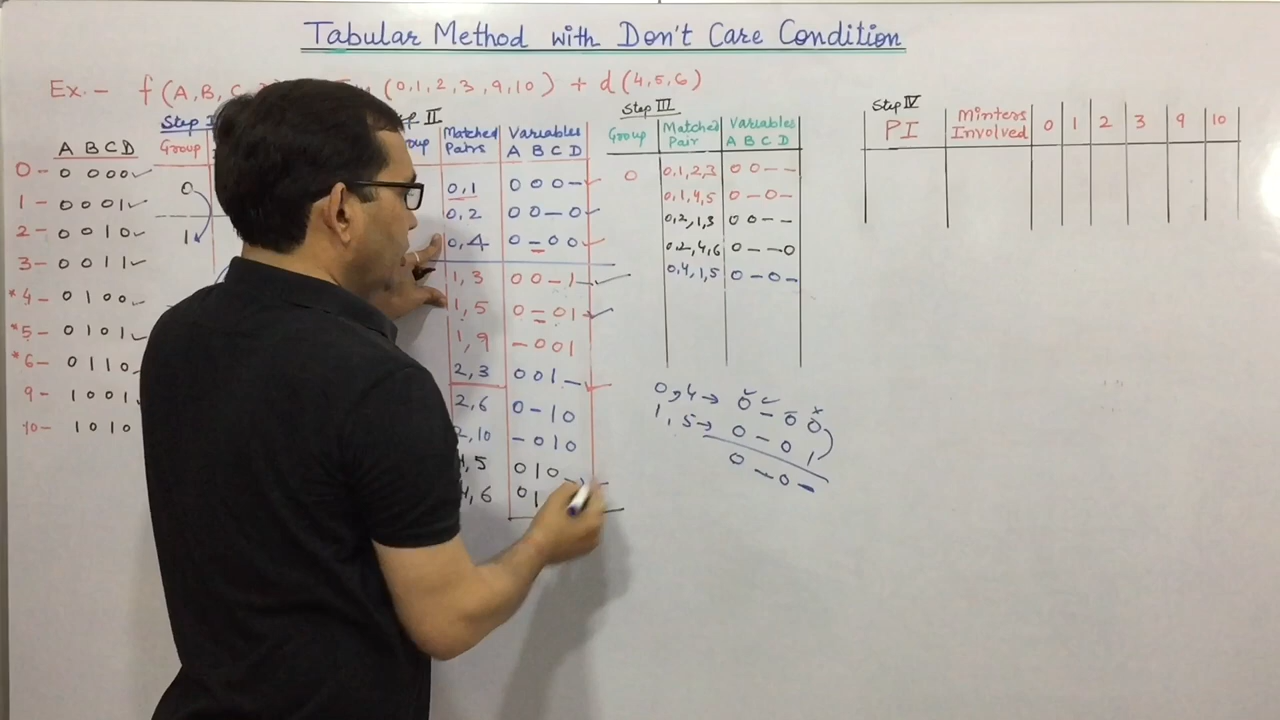 Tabular Method with Don't Care Condition
Ex.- f(A,B,C, (0,1,2,3,9,10) + d(4,5,6)
A B C D
0- 0 0 0 0 ✓
1- 0 0 0 1 ✓
2- 0 0 1 0 ✓
3- 0 0 1 1 ✓
*4- 0 1 0 0 ✓
*5- 0 1 0 1 ✓
*6- 0 1 1 0
9- 1 0 0 1
10- 1 0 1 0
Step
Group
0
1
II
Matched Pairs
Variables
A B C D
0,1 0 0 0 - ✓
0,2 0 0 - 0 ✓
0,4 0 - 0 0 ✓
1,3 0 0 - 1 ✓
1,5 0 - 0 1 ✓
1,9 - 0 0 1
2,3 0 0 1 - ✓
2,6 0 - 1 0
2,10 - 0 1 0
4,5 0 1 0 -
4,6 0 1
Step III
Group
Matched Pair
Variables
A B C D
0 0,1,2,3 0 0 - -
0,1,4,5 0 - 0 -
0,2,1,3 0 0 - -
0,2,4,6 0 - - 0
0,4,1,5 0 - 0 -
0,4 → 0 - 0 0
1,5 → 0 - 0 1
0 - 0 -
Step IV
PI
Minters Involved
0 1 2 3 9 10